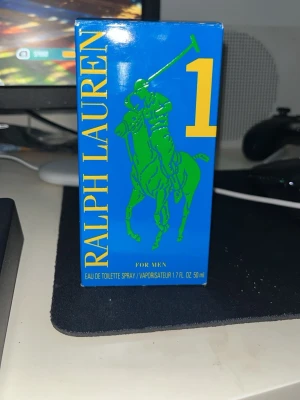 RALPH LAUREN
1
FOR MEN
EAU DE TOILETTE SPRAY / VAPORISATEUR 1.7 FL OZ 50 ml